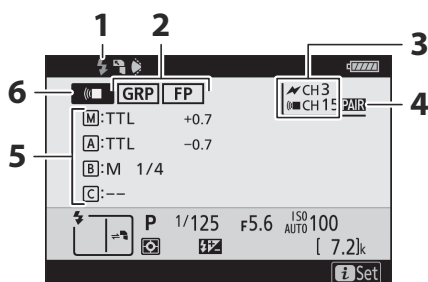 1 2 3
6 GRP FP CH 3
CH 15 PAIR 4
5 M:TTL +0.7
A:TTL -0.7
B:M 1/4
C:--
P 1/125 F5.6 ISO AUTO 100
[ 7.2]k
i Set